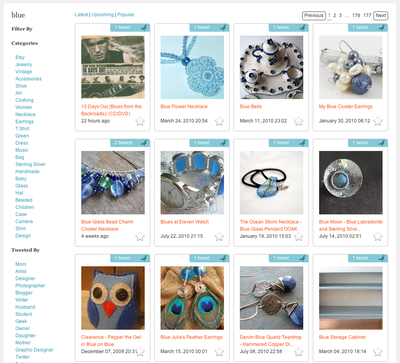 blue
Latest | Upcoming | Popular
Previous 1 2 3 ... 176 177 Next
Filter By
Categories
Etsy
Jewelry
Vintage
Accessories
Shoe
Art
Clothing
Women
Necklace
Earrings
T Shirt
Green
Dress
Music
Bag
Sterling Silver
Handmade
Baby
Glass
Hat
Beaded
Children
Case
Camera
Shirt
Design
Tweeted By
Mom
Artist
Designer
Photographer
Blogger
Writer
Husband
Student
Geek
Owner
Daughter
Mother
Graphic Designer
Twitter
1 tweet
10 Days Out (Blues from the
Backroads) (CD/DVD)
22 hours ago
1 tweet
Blue Flower Necklace
March 24, 2010 20:54
1 tweet
Blue Bells
March 11, 2010 23:02
1 tweet
My Blue Cluster Earrings
January 30, 2010 06:12
2 tweets
Blue Glass Bead Charm
Choker Necklace
4 weeks ago
1 tweet
Blues at Eleven Watch
July 22, 2010 21:15
1 tweet
The Ocean Storm Necklace -
Blue Glass Pendant OOAK
January 19, 2010 15:03
1 tweet
Blue Moon - Blue Labradorite
and Sterling Silve...
July 14, 2010 02:51
1 tweet
Clearance - Pepper the Owl
in Blue on Blue
December 07, 2009 20:31
1 tweet
Blue Julia's Feather Earrings
March 15, 2010 00:01
1 tweet
Denim Blue Quartz Teardrop
- Hammered Copper Di...
July 08, 2010 22:58
1 tweet
Blue Storage Cabinet
March 04, 2010 18:14